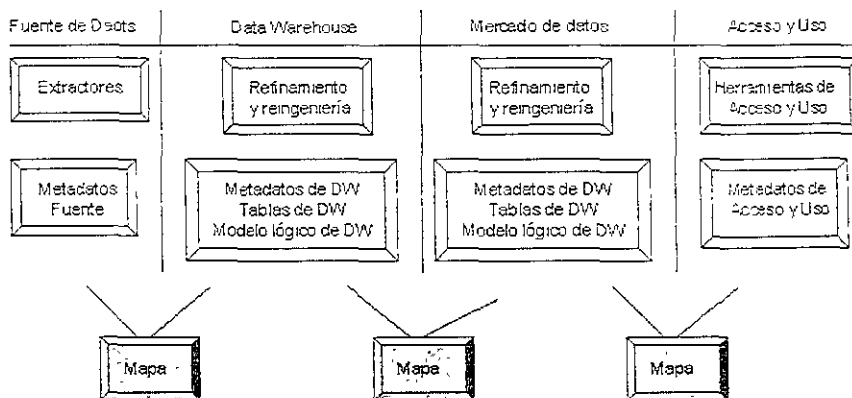 Fuente de Dsots Data Warehouse Mercado de datos Acceso y Uso
Extractores
Refinamiento
y reingeniería
Refinamiento
y reingeniería
Herramientas de
Acceso y Uso
Metadatos
Fuente
Metadatos de DW
Tablas de DW
Modelo lógico de DW
Metadatos de DW
Tablas de DW
Modelo lógico de DW
Metadatos de
Acceso y Uso
Mapa
Mapa
Mapa